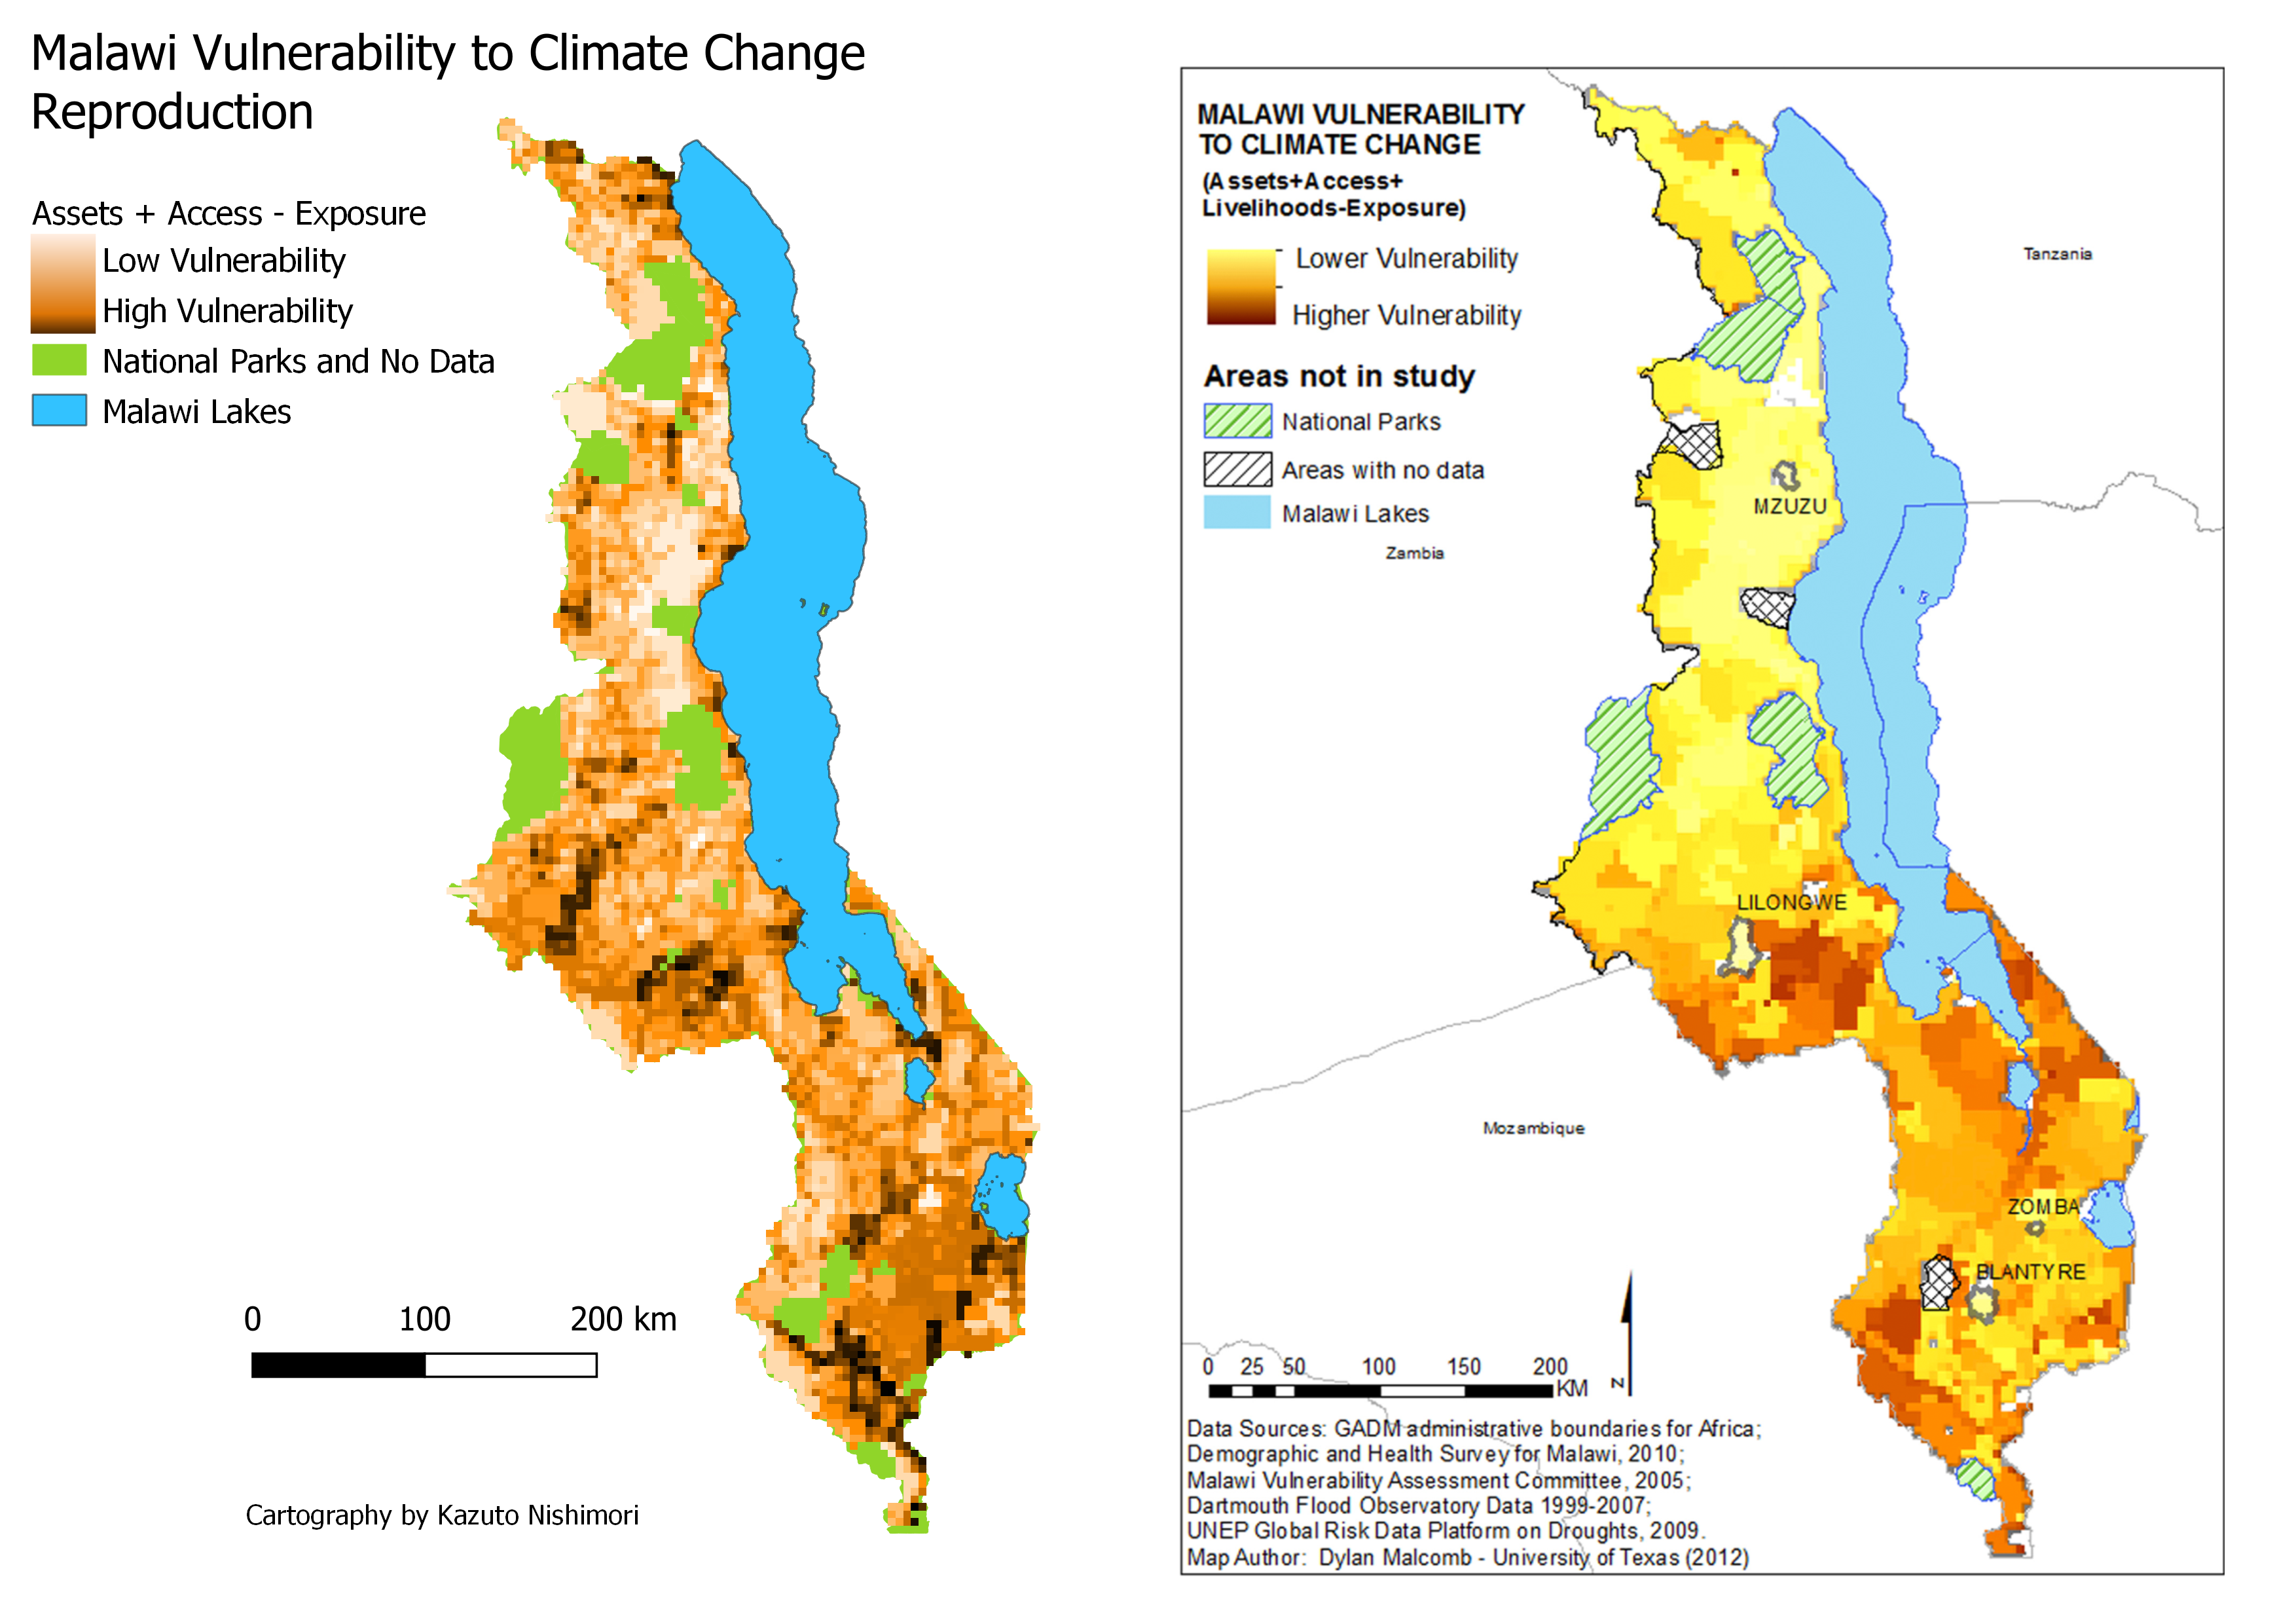 Malawi Vulnerability to Climate Change
Reproduction
Assets + Access - Exposure
Low Vulnerability
High Vulnerability
National Parks and No Data
Malawi Lakes
0 100 200 km
Cartography by Kazuto Nishimori
MALAWI VULNERABILITY
TO CLIMATE CHANGE
(Assets+Access+
Livelihoods-Exposure)
Lower Vulnerability
Higher Vulnerability
Areas not in study
National Parks
Areas with no data
Malawi Lakes
Tanzania
Zambia
MZUZU
LILONGWE
Mozambique
ZOMBA
BLANTYRE
0 25 50 100 150 200
KM
N
Data Sources: GADM administrative boundaries for Africa;
Demographic and Health Survey for Malawi, 2010;
Malawi Vulnerability Assessment Committee, 2005;
Dartmouth Flood Observatory Data 1999-2007;
UNEP Global Risk Data Platform on Droughts, 2009.
Map Author: Dylan Malcomb - University of Texas (2012)